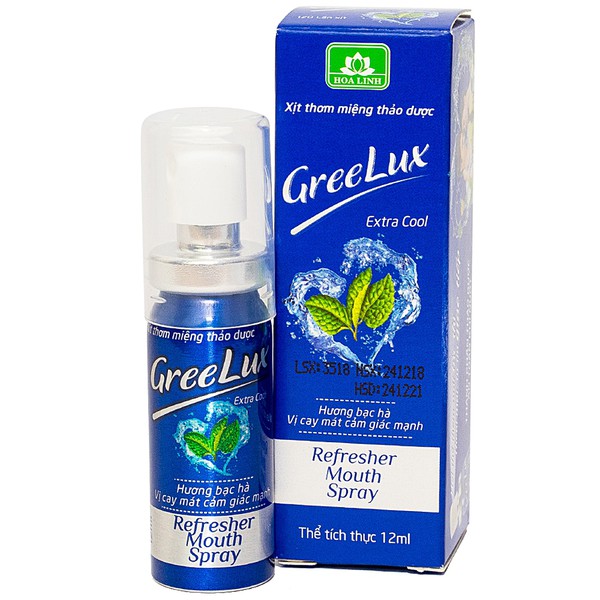 HOA LINH
Xịt thơm miệng thảo dược
GreeLux
Extra Cool
LSX:3518 HSX:241218
HSD:241221
Hương bạc hà
Vị cay mát cảm giác mạnh
Refresher
Mouth
Spray
Thể tích thực 12ml
Xịt thơm miệng thảo dược
GreeLux
Extra Cool
Hương bạc hà
Vị cay mát cảm giác mạnh
Refresher
Mouth
Spray